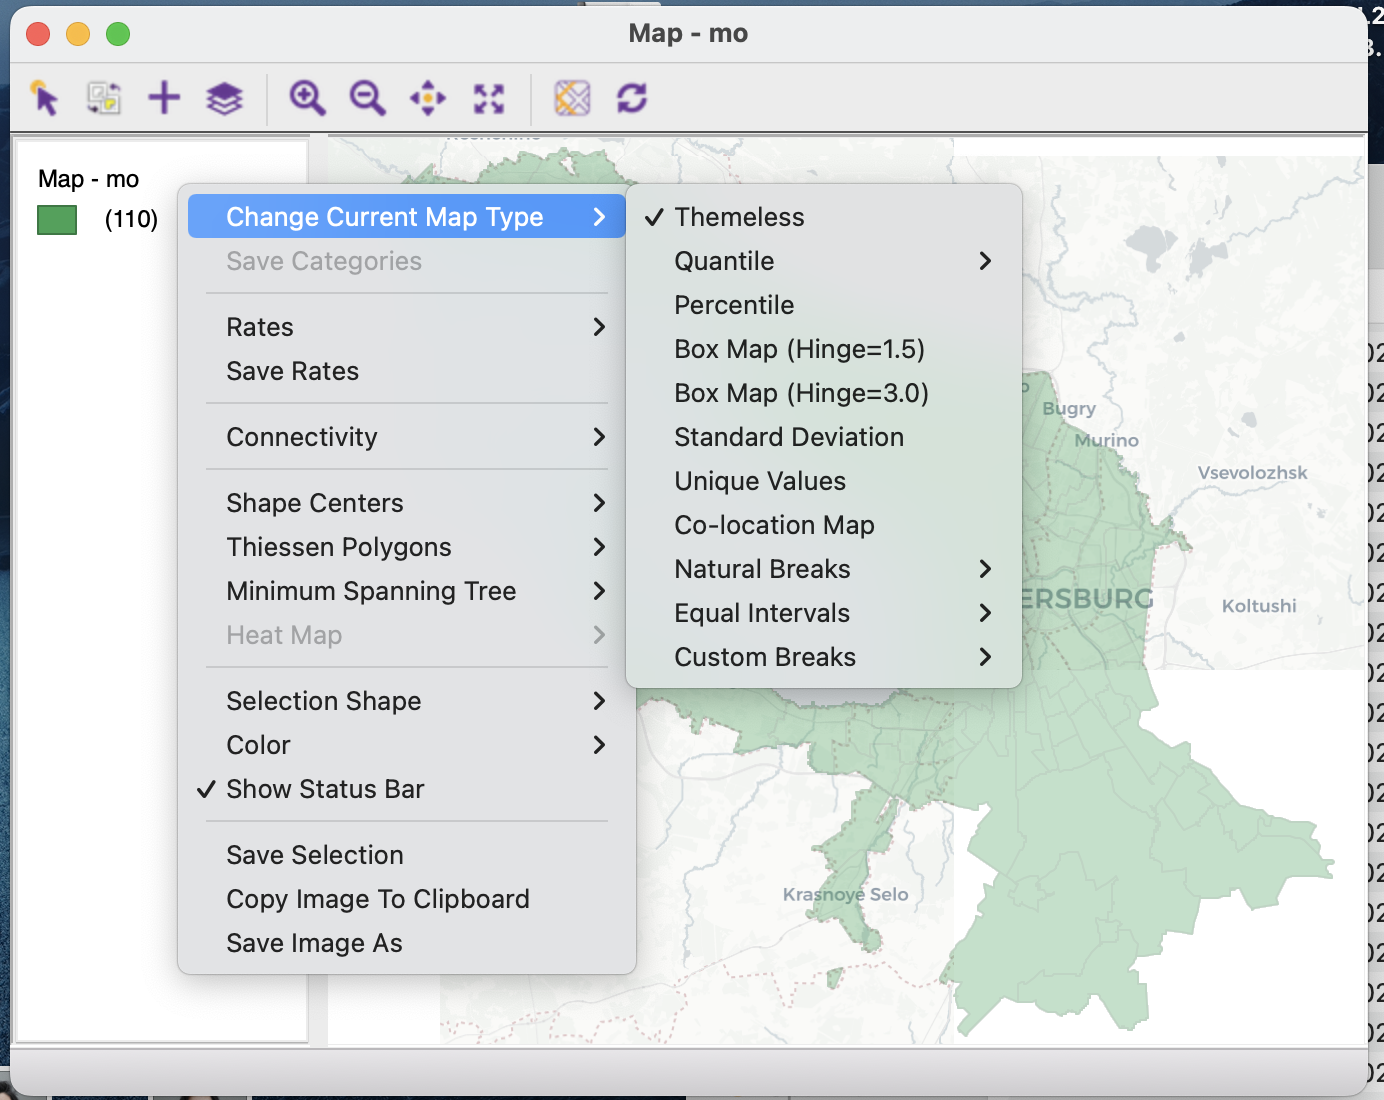 Map - mo
Map - mo
(110)
Change Current Map Type
Save Categories
Rates
Save Rates
Connectivity
Shape Centers
Thiessen Polygons
Minimum Spanning Tree
Heat Map
Selection Shape
Color
Show Status Bar
Save Selection
Copy Image To Clipboard
Save Image As
Themeless
Quantile
Percentile
Box Map (Hinge=1.5)
Box Map (Hinge=3.0)
Standard Deviation
Unique Values
Co-location Map
Natural Breaks
Equal Intervals
Custom Breaks
Bugry
Murino
Vsevolozhsk
ERSBURG
Koltushi
Krasnoye Selo